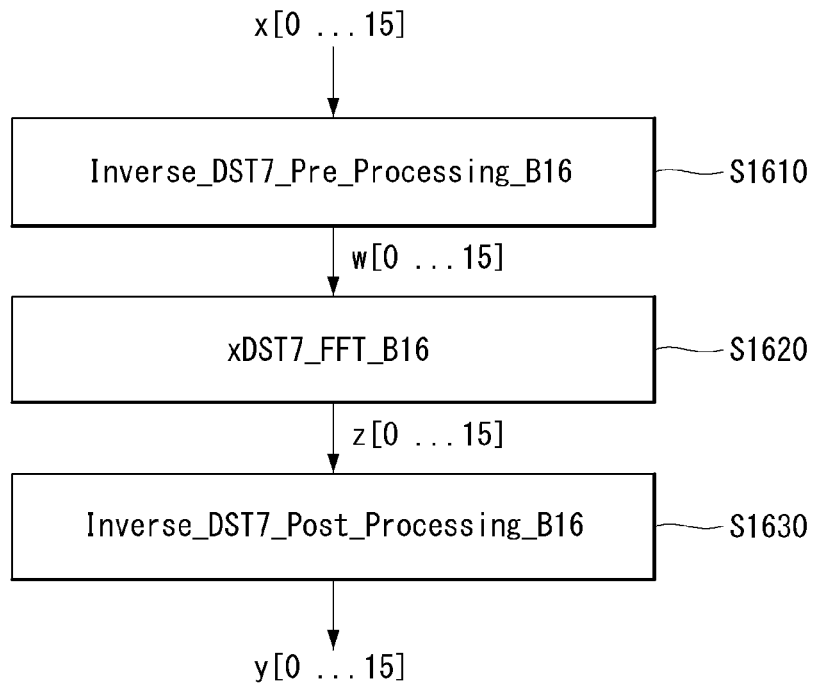 x[0 ... 15]
Inverse_DST7_Pre_Processing_B16
S1610
w[0 ... 15]
xDST7_FFT_B16
S1620
z[0 ... 15]
Inverse_DST7_Post_Processing_B16
S1630
y[0 ... 15]